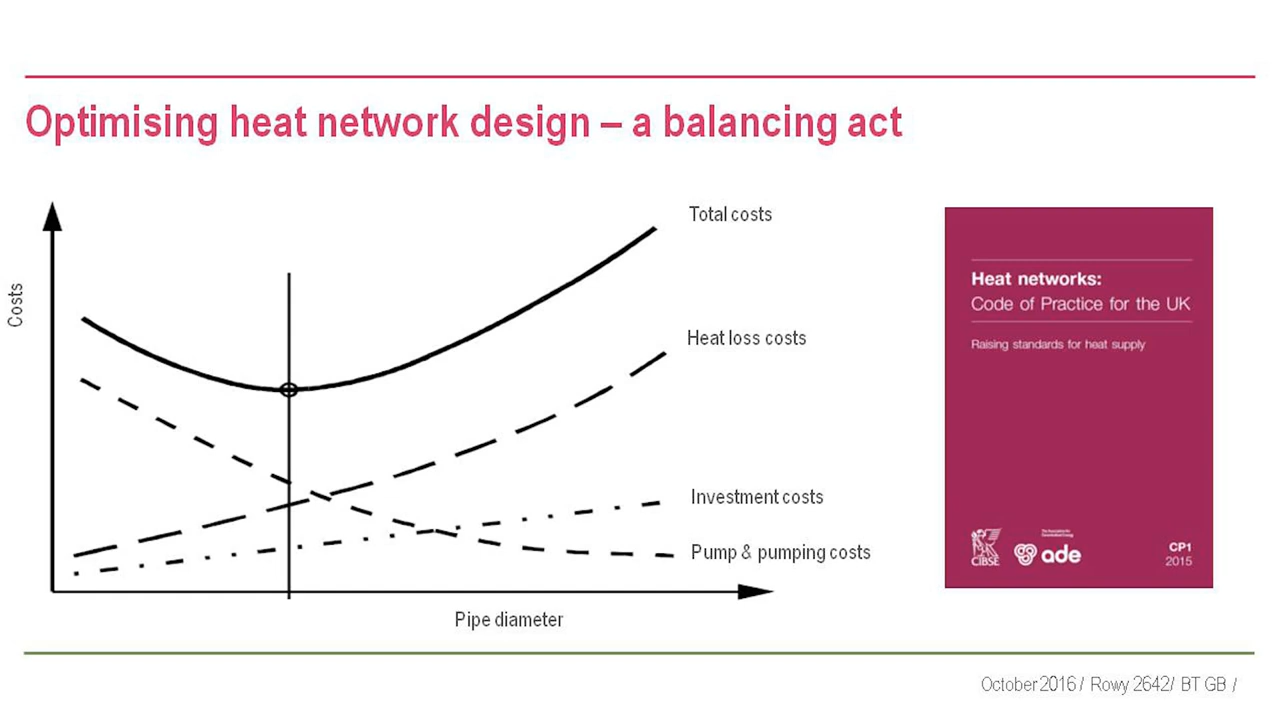 Optimising heat network design – a balancing act
Total costs
Costs
Heat loss costs
Investment costs
Pump & pumping costs
Pipe diameter
Heat networks:
Code of Practice for the UK
Raising standards for heat supply
CIBSE
ade
CP1
2015
October 2016 / Rowy 2642/ BT GB /